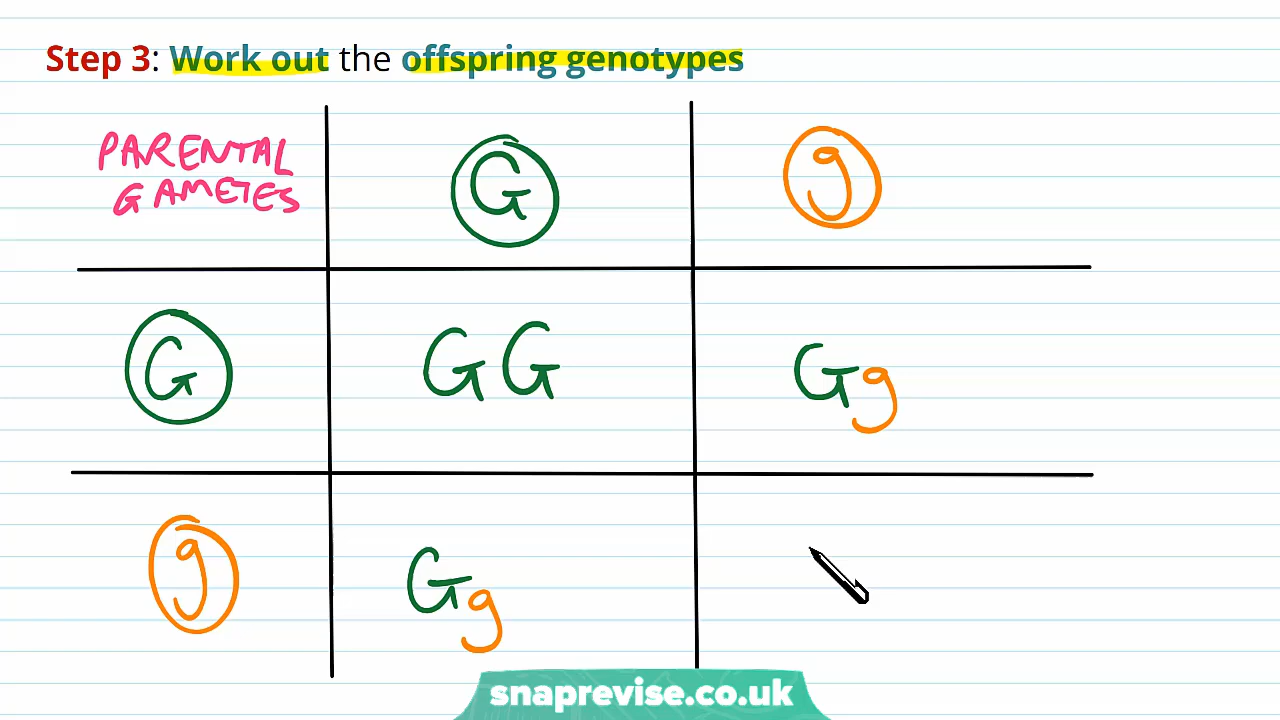 Step 3: Work out the offspring genotypes
PARENTAL
GAMETES
G
g
G
GG
Gg
g
Gg
snaprevise.co.uk